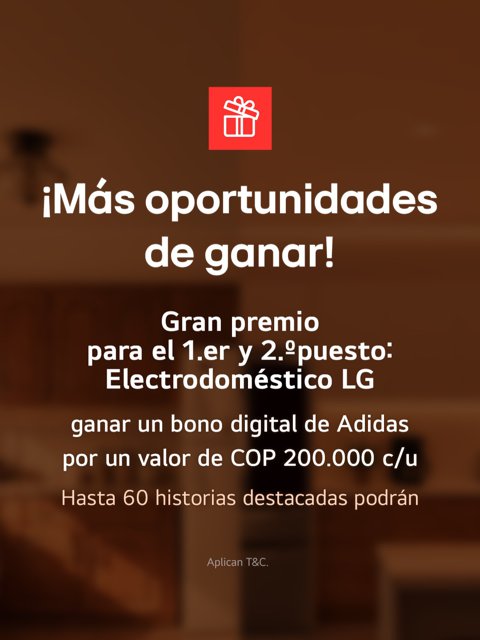 ¡Más oportunidades
de ganar!
Gran premio
para el 1.er y 2.ºpuesto:
Electrodoméstico LG
ganar un bono digital de Adidas
por un valor de COP 200.000 c/u
Hasta 60 historias destacadas podrán
Aplican T&C.